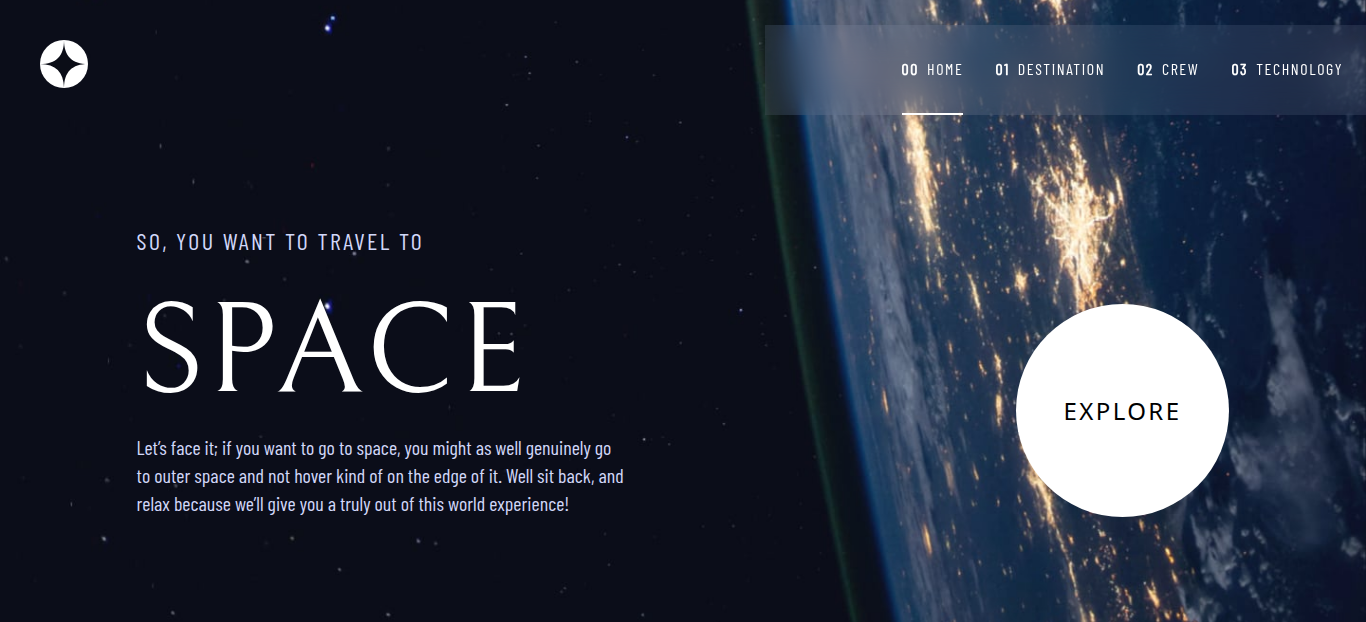 00 HOME 01 DESTINATION 02 CREW 03 TECHNOLOGY
SO, YOU WANT TO TRAVEL TO
SPACE
Let’s face it; if you want to go to space, you might as well genuinely go
to outer space and not hover kind of on the edge of it. Well sit back, and
relax because we’ll give you a truly out of this world experience!
EXPLORE